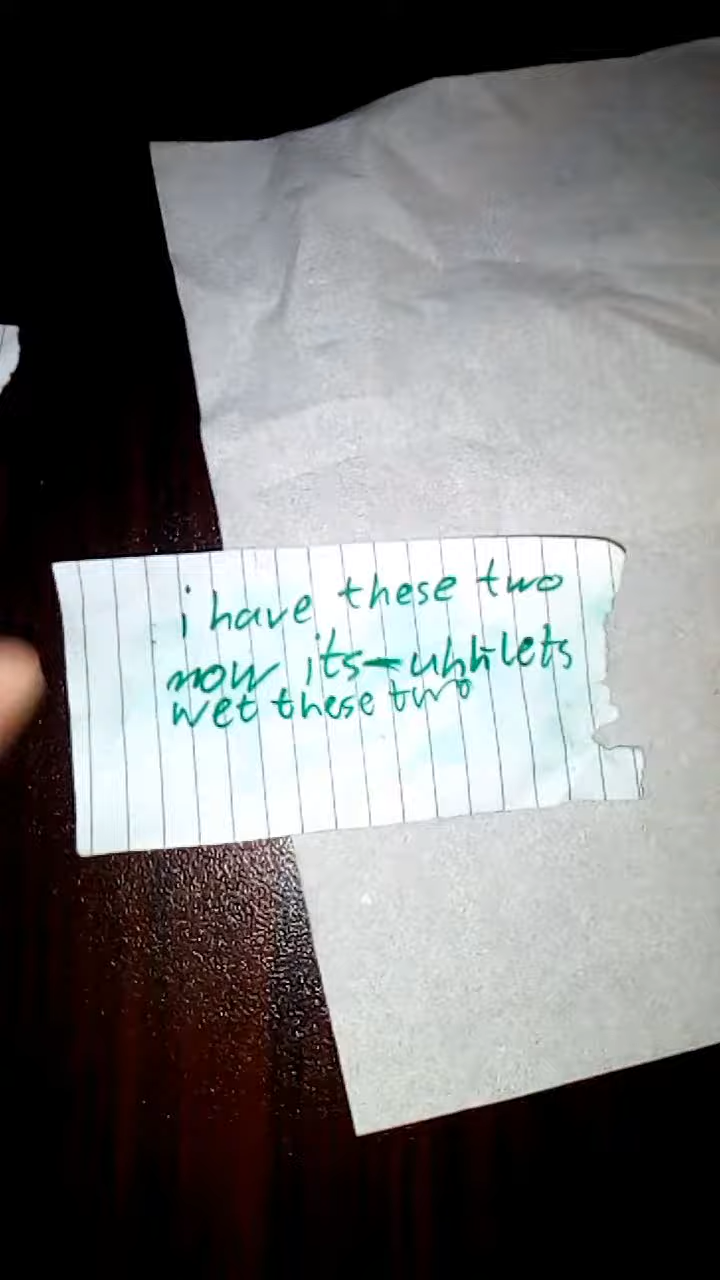 i have these two
now its - uhh lets
wet these two